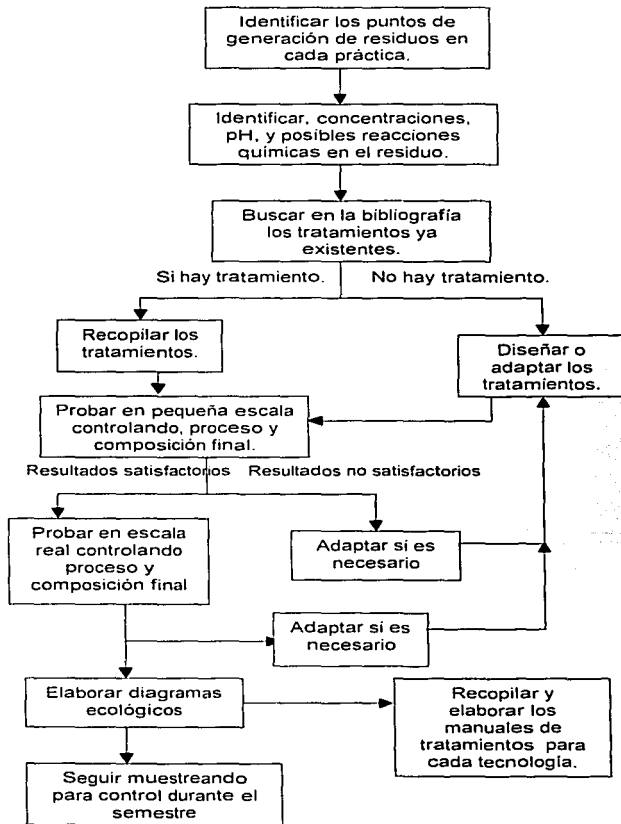 Identificar los puntos de
generación de residuos en
cada práctica.
Identificar, concentraciones,
pH, y posibles reacciones
químicas en el residuo.
Buscar en la bibliografía
los tratamientos ya
existentes.
Si hay tratamiento. No hay tratamiento.
Recopilar los
tratamientos.
Diseñar o
adaptar los
tratamientos.
Probar en pequeña escala
controlando, proceso y
composición final.
Resultados satisfactorios Resultados no satisfactorios
Probar en escala
real controlando
proceso y
composición final
Adaptar si es
necesario
Adaptar si es
necesario
Elaborar diagramas
ecológicos
Recopilar y
elaborar los
manuales de
tratamientos para
cada tecnología.
Seguir muestreando
para control durante el
semestre